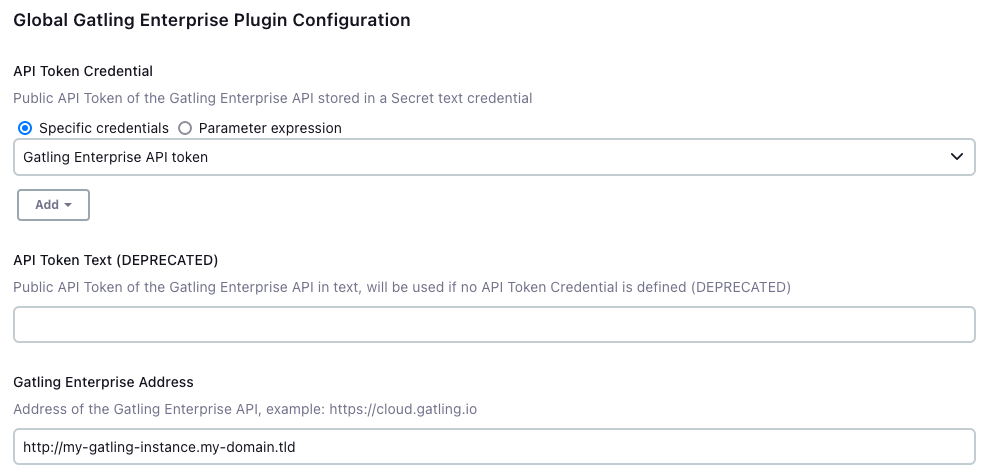 Global Gatling Enterprise Plugin Configuration
API Token Credential
Public API Token of the Gatling Enterprise API stored in a Secret text credential
Specific credentials Parameter expression
Gatling Enterprise API token
Add
API Token Text (DEPRECATED)
Public API Token of the Gatling Enterprise API in text, will be used if no API Token Credential is defined (DEPRECATED)
Gatling Enterprise Address
Address of the Gatling Enterprise API, example: https://cloud.gatling.io
http://my-gatling-instance.my-domain.tld